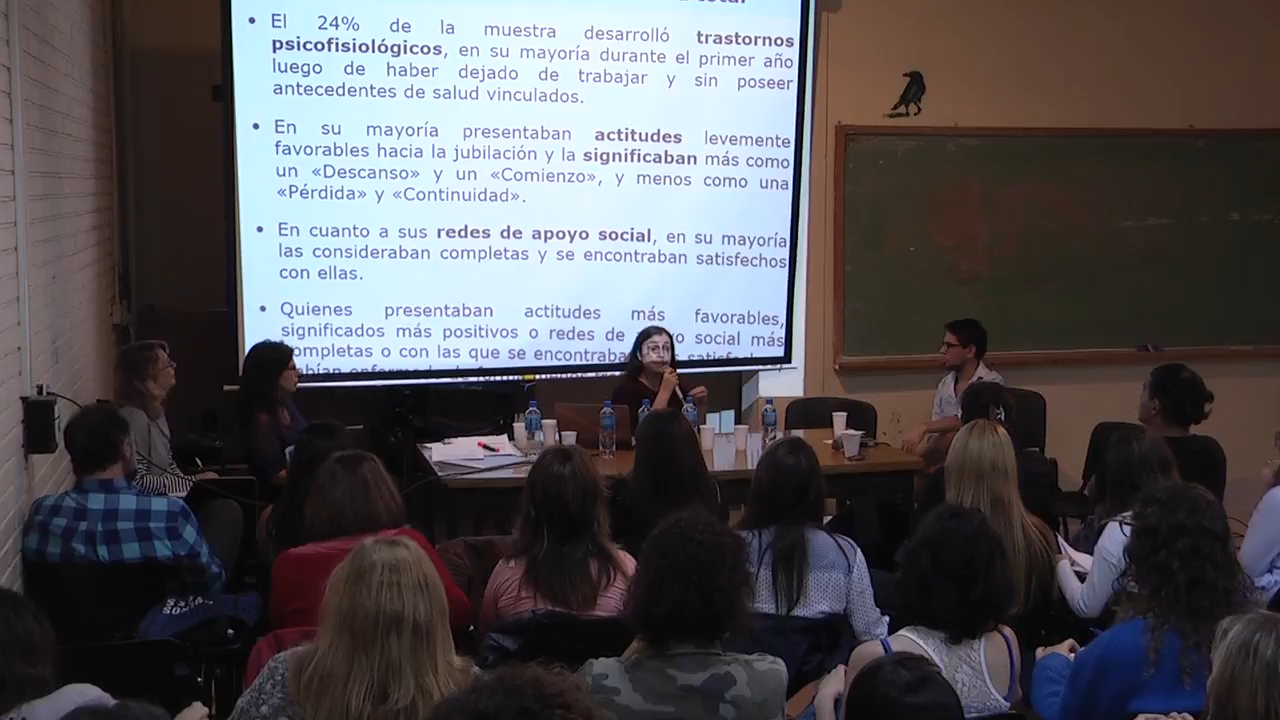 total
• El 24% de la muestra desarrolló trastornos
psicofisiológicos, en su mayoría durante el primer año
luego de haber dejado de trabajar y sin poseer
antecedentes de salud vinculados.
• En su mayoría presentaban actitudes levemente
favorables hacia la jubilación y la significaban más como
un «Descanso» y un «Comienzo», y menos como una
«Pérdida» y «Continuidad».
• En cuanto a sus redes de apoyo social, en su mayoría
las consideraban completas y se encontraban satisfechos
con ellas.
• Quienes presentaban actitudes más favorables,
significados más positivos o redes de social más
completas o con las que se